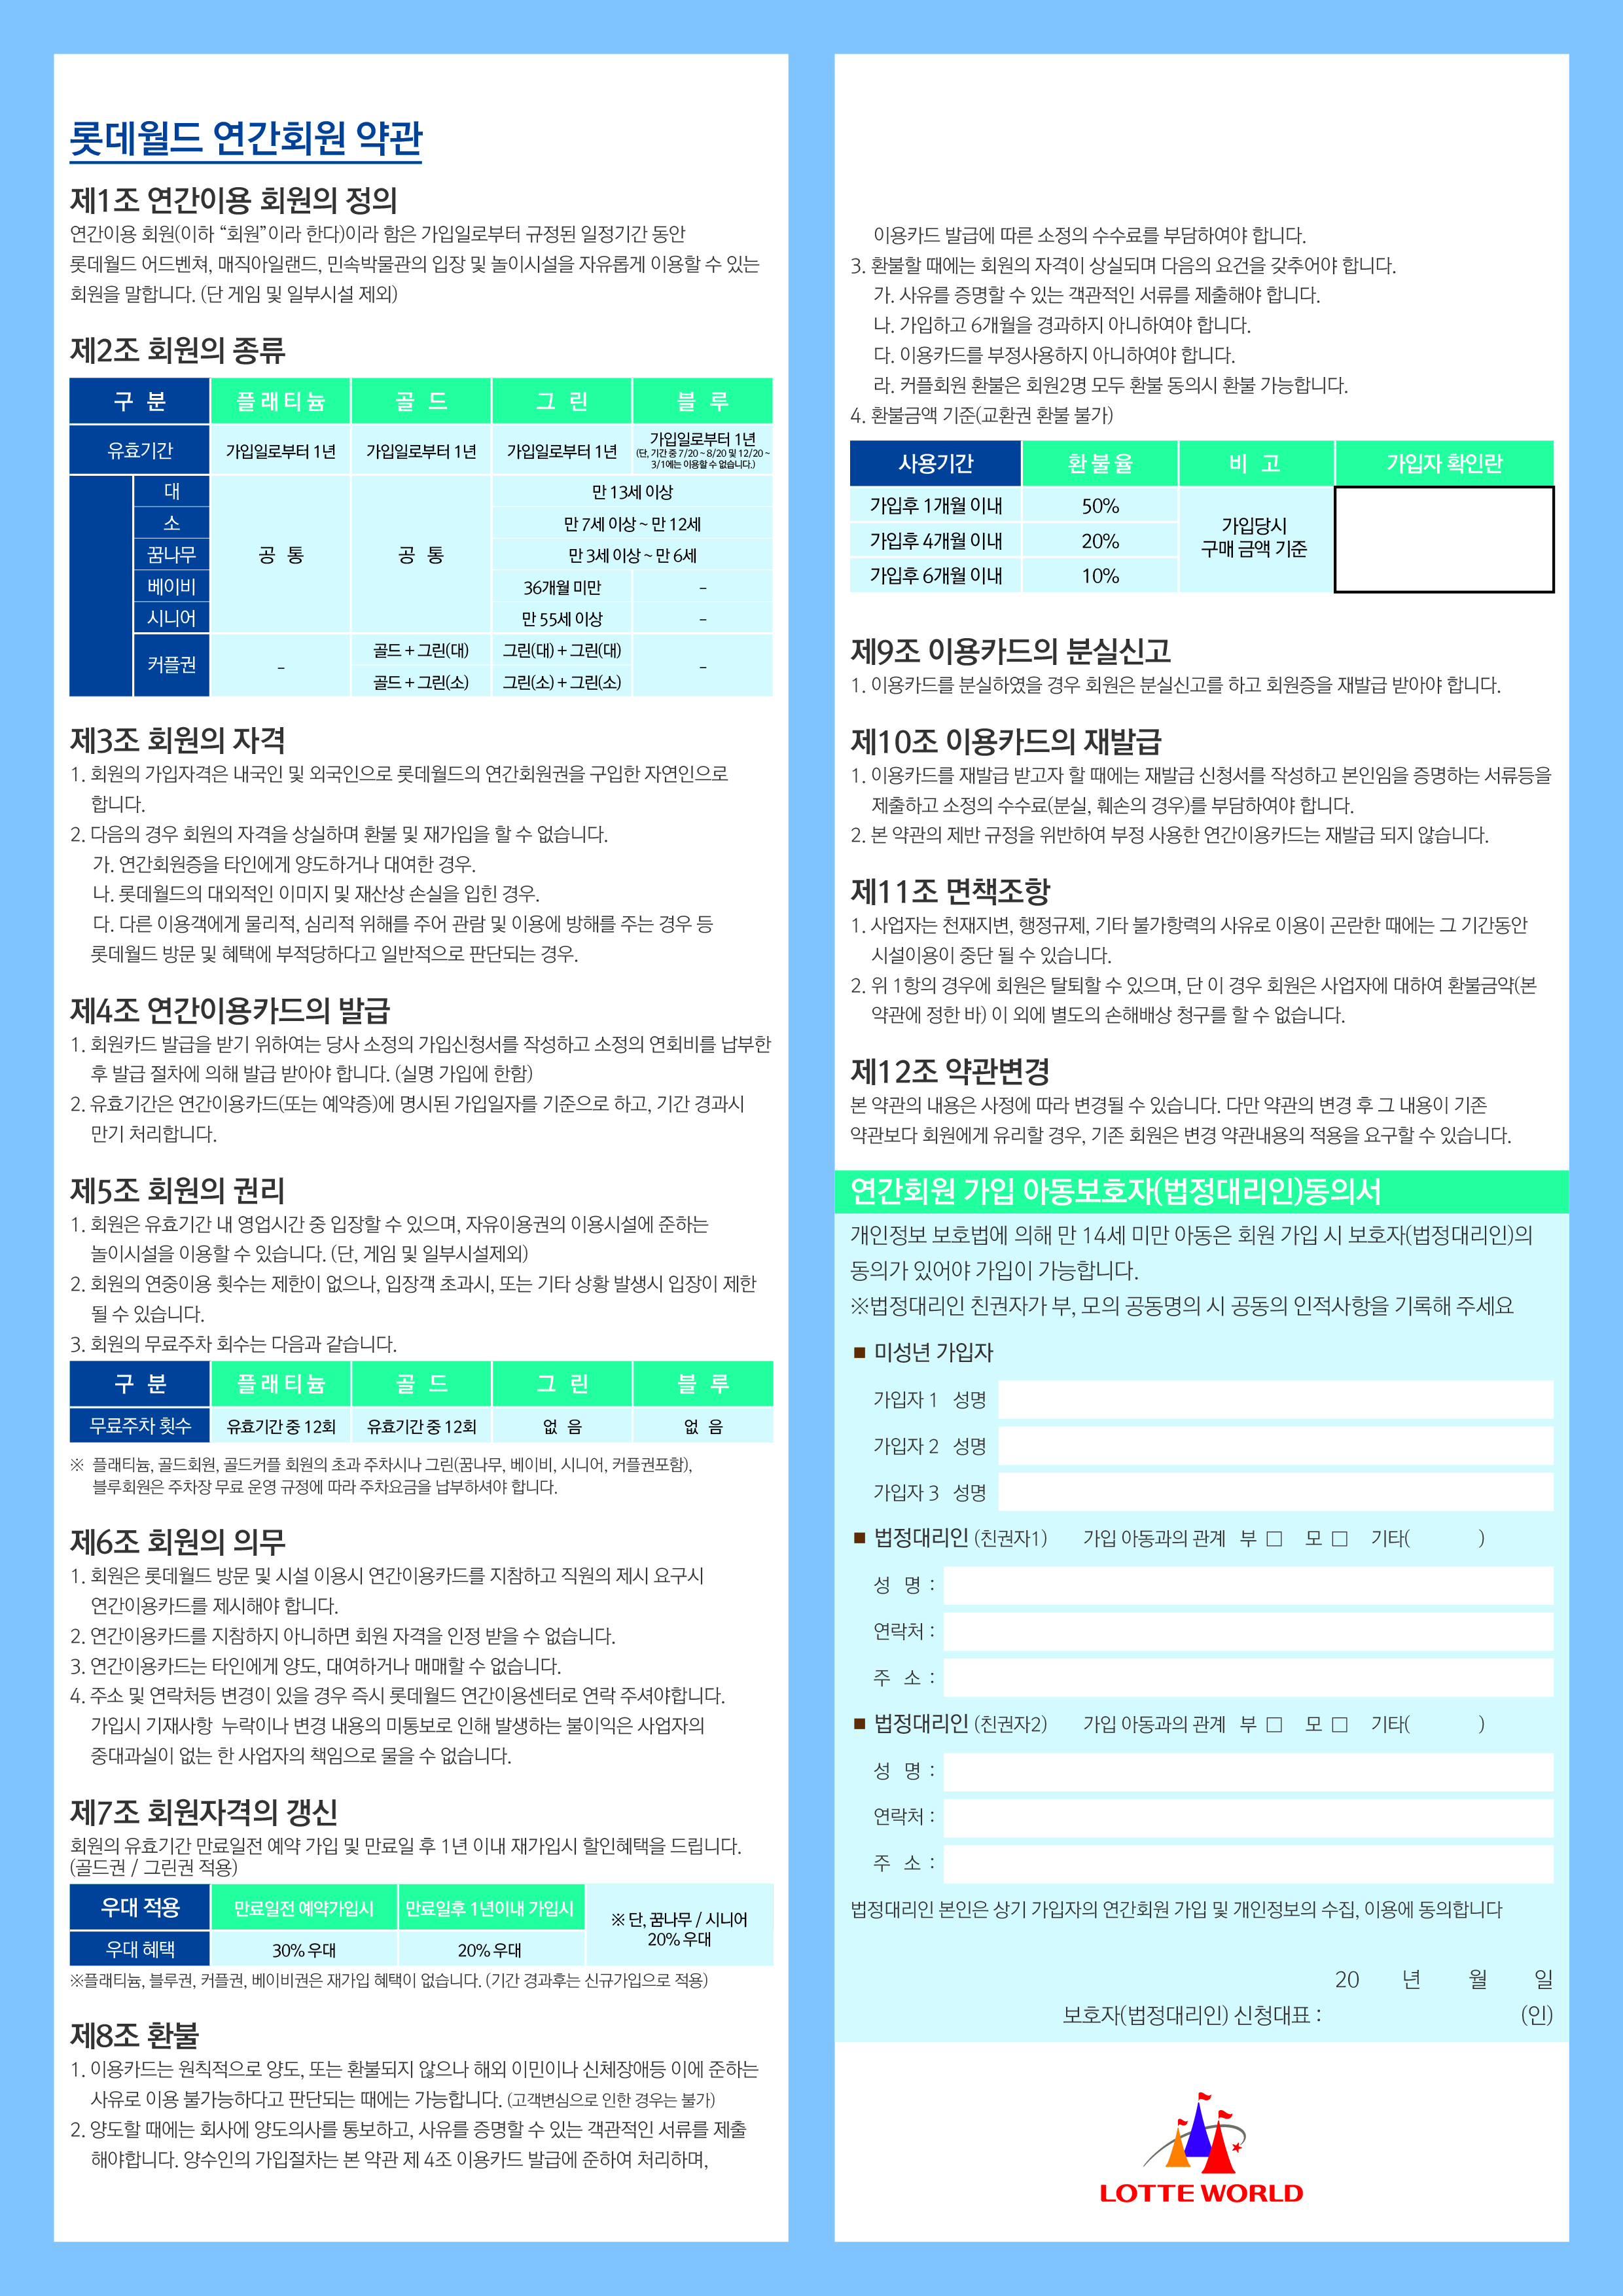 롯데월드 연간회원 약관
제1조 연간이용 회원의 정의
연간이용 회원(이하 “회원”이라 한다)이라 함은 가입일로부터 규정된 일정기간 동안
롯데월드 어드벤쳐, 매직아일랜드, 민속박물관의 입장 및 놀이시설을 자유롭게 이용할 수 있는
회원을 말합니다. (단 게임 및 일부시설 제외)
제2조 회원의 종류
구 분 플래티늄 골 드 그 린 블 루
유효기간 가입일로부터 1년 가입일로부터 1년 가입일로부터 1년 가입일로부터 1년
(단, 기간 중 7/20 ~ 8/20 및 12/20 ~
3/1에는 이용할 수 없습니다.)
대 만 13세 이상
소 만 7세 이상 ~ 만 12세
꿈나무 공 통 공 통 만 3세 이상 ~ 만 6세
베이비 36개월 미만 –
시니어 만 55세 이상 –
커플권 – 골드 + 그린(대) 그린(대) + 그린(대) –
골드 + 그린(소) 그린(소) + 그린(소)
제3조 회원의 자격
1. 회원의 가입자격은 내국인 및 외국인으로 롯데월드의 연간회원권을 구입한 자연인으로
합니다.
2. 다음의 경우 회원의 자격을 상실하며 환불 및 재가입을 할 수 없습니다.
가. 연간회원증을 타인에게 양도하거나 대여한 경우.
나. 롯데월드의 대외적인 이미지 및 재산상 손실을 입힌 경우.
다. 다른 이용객에게 물리적, 심리적 위해를 주어 관람 및 이용에 방해를 주는 경우 등
롯데월드 방문 및 혜택에 부적당하다고 일반적으로 판단되는 경우.
제4조 연간이용카드의 발급
1. 회원카드 발급을 받기 위하여는 당사 소정의 가입신청서를 작성하고 소정의 연회비를 납부한
후 발급 절차에 의해 발급 받아야 합니다. (실명 가입에 한함)
2. 유효기간은 연간이용카드(또는 예약증)에 명시된 가입일자를 기준으로 하고, 기간 경과시
만기 처리합니다.
제5조 회원의 권리
1. 회원은 유효기간 내 영업시간 중 입장할 수 있으며, 자유이용권의 이용시설에 준하는
놀이시설을 이용할 수 있습니다. (단, 게임 및 일부시설제외)
2. 회원의 연중이용 횟수는 제한이 없으나, 입장객 초과시, 또는 기타 상황 발생시 입장이 제한
될 수 있습니다.
3. 회원의 무료주차 회수는 다음과 같습니다.
구 분 플래티늄 골 드 그 린 블 루
무료주차 횟수 유효기간 중 12회 유효기간 중 12회 없 음 없 음
※ 플래티늄, 골드회원, 골드커플 회원의 초과 주차시나 그린(꿈나무, 베이비, 시니어, 커플권포함),
블루회원은 주차장 무료 운영 규정에 따라 주차요금을 납부하셔야 합니다.
제6조 회원의 의무
1. 회원은 롯데월드 방문 및 시설 이용시 연간이용카드를 지참하고 직원의 제시 요구시
연간이용카드를 제시해야 합니다.
2. 연간이용카드를 지참하지 아니하면 회원 자격을 인정 받을 수 없습니다.
3. 연간이용카드는 타인에게 양도, 대여하거나 매매할 수 없습니다.
4. 주소 및 연락처등 변경이 있을 경우 즉시 롯데월드 연간이용센터로 연락 주셔야합니다.
가입시 기재사항 누락이나 변경 내용의 미통보로 인해 발생하는 불이익은 사업자의
중대과실이 없는 한 사업자의 책임으로 물을 수 없습니다.
제7조 회원자격의 갱신
회원의 유효기간 만료일전 예약 가입 및 만료일 후 1년 이내 재가입시 할인혜택을 드립니다.
(골드권 / 그린권 적용)
우대 적용 만료일전 예약가입시 만료일후 1년이내 가입시 ※ 단, 꿈나무 / 시니어
20% 우대
우대 혜택 30% 우대 20% 우대
※플래티늄, 블루권, 커플권, 베이비권은 재가입 혜택이 없습니다. (기간 경과후는 신규가입으로 적용)
제8조 환불
1. 이용카드는 원칙적으로 양도, 또는 환불되지 않으나 해외 이민이나 신체장애등 이에 준하는
사유로 이용 불가능하다고 판단되는 때에는 가능합니다. (고객변심으로 인한 경우는 불가)
2. 양도할 때에는 회사에 양도의사를 통보하고, 사유를 증명할 수 있는 객관적인 서류를 제출
해야합니다. 양수인의 가입절차는 본 약관 제 4조 이용카드 발급에 준하여 처리하며,
이용카드 발급에 따른 소정의 수수료를 부담하여야 합니다.
3. 환불할 때에는 회원의 자격이 상실되며 다음의 요건을 갖추어야 합니다.
가. 사유를 증명할 수 있는 객관적인 서류를 제출해야 합니다.
나. 가입하고 6개월을 경과하지 아니하여야 합니다.
다. 이용카드를 부정사용하지 아니하여야 합니다.
라. 커플회원 환불은 회원2명 모두 환불 동의시 환불 가능합니다.
4. 환불금액 기준(교환권 환불 불가)
사용기간 환불율 비 고 가입자 확인란
가입후 1개월 이내 50% 가입당시
구매 금액 기준
가입후 4개월 이내 20%
가입후 6개월 이내 10%
제9조 이용카드의 분실신고
1. 이용카드를 분실하였을 경우 회원은 분실신고를 하고 회원증을 재발급 받아야 합니다.
제10조 이용카드의 재발급
1. 이용카드를 재발급 받고자 할 때에는 재발급 신청서를 작성하고 본인임을 증명하는 서류등을
제출하고 소정의 수수료(분실, 훼손의 경우)를 부담하여야 합니다.
2. 본 약관의 제반 규정을 위반하여 부정 사용한 연간이용카드는 재발급 되지 않습니다.
제11조 면책조항
1. 사업자는 천재지변, 행정규제, 기타 불가항력의 사유로 이용이 곤란한 때에는 그 기간동안
시설이용이 중단 될 수 있습니다.
2. 위 1항의 경우에 회원은 탈퇴할 수 있으며, 단 이 경우 회원은 사업자에 대하여 환불금약(본
약관에 정한 바) 이 외에 별도의 손해배상 청구를 할 수 없습니다.
제12조 약관변경
본 약관의 내용은 사정에 따라 변경될 수 있습니다. 다만 약관의 변경 후 그 내용이 기존
약관보다 회원에게 유리할 경우, 기존 회원은 변경 약관내용의 적용을 요구할 수 있습니다.
연간회원 가입 아동보호자(법정대리인)동의서
개인정보 보호법에 의해 만 14세 미만 아동은 회원 가입 시 보호자(법정대리인)의
동의가 있어야 가입이 가능합니다.
※법정대리인 친권자가 부, 모의 공동명의 시 공동의 인적사항을 기록해 주세요
■ 미성년 가입자
가입자 1 성명
가입자 2 성명
가입자 3 성명
■ 법정대리인 (친권자1) 가입 아동과의 관계 부 □ 모 □ 기타( )
성 명 :
연락처 :
주 소 :
■ 법정대리인 (친권자2) 가입 아동과의 관계 부 □ 모 □ 기타( )
성 명 :
연락처 :
주 소 :
법정대리인 본인은 상기 가입자의 연간회원 가입 및 개인정보의 수집, 이용에 동의합니다
20 년 월 일
보호자(법정대리인) 신청대표 : (인)
LOTTE WORLD